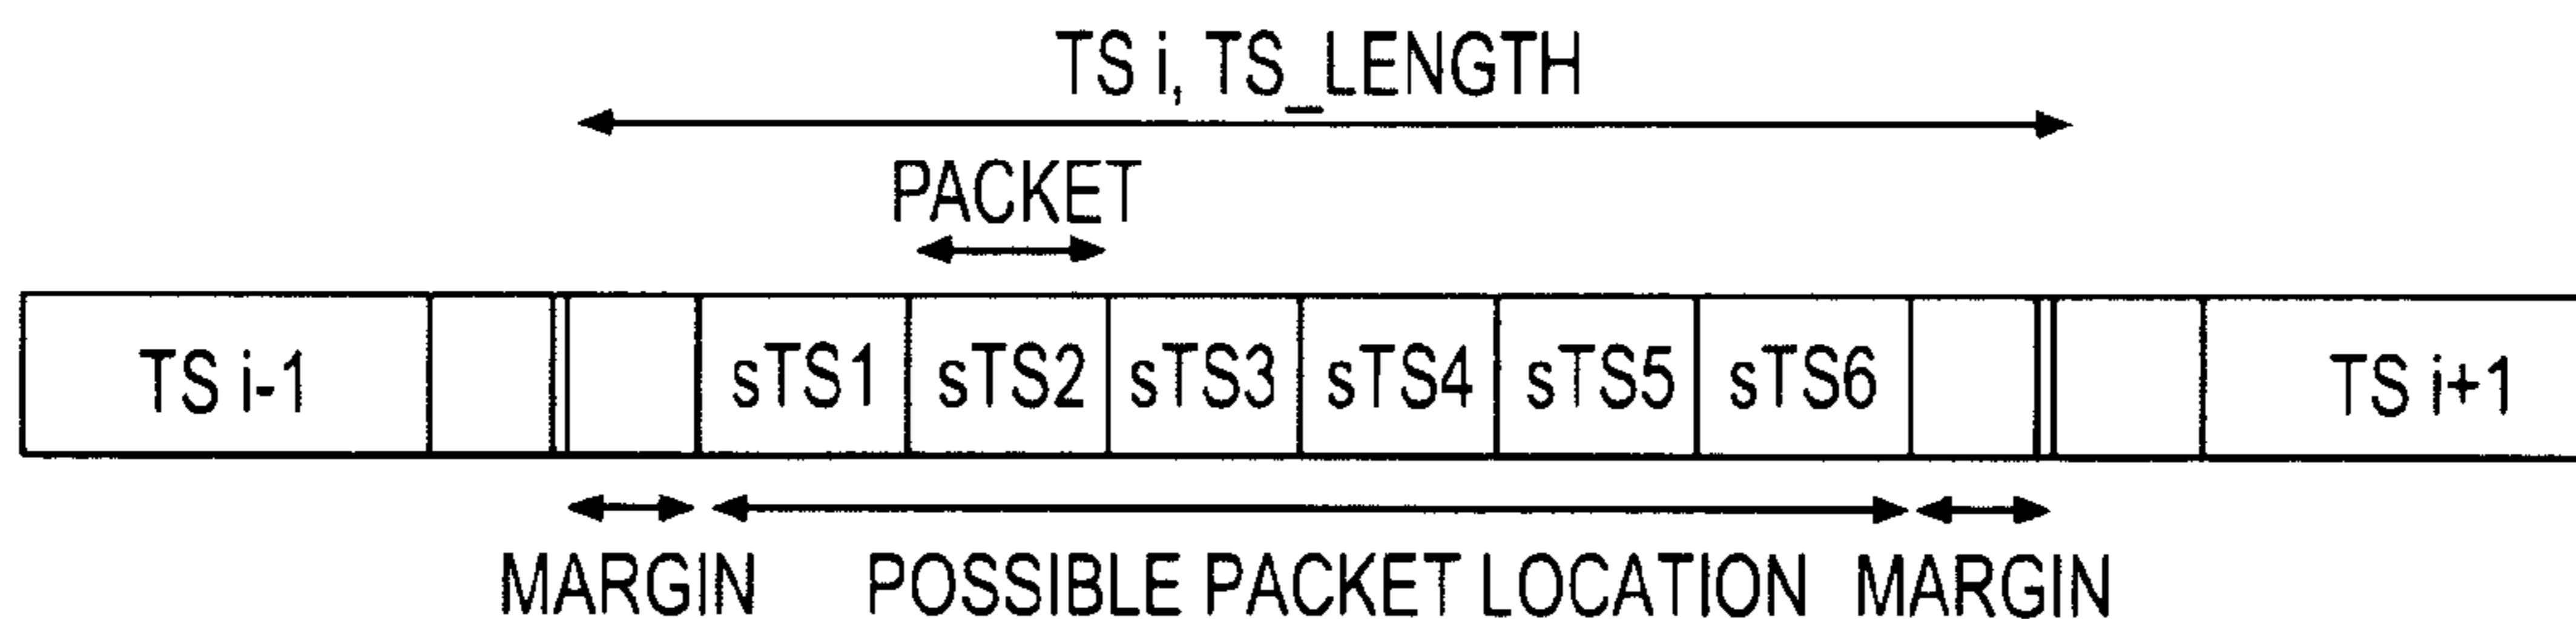 TS i, TS_LENGTH
PACKET
TS i-1 sTS1 sTS2 sTS3 sTS4 sTS5 sTS6 TS i+1
MARGIN POSSIBLE PACKET LOCATION MARGIN